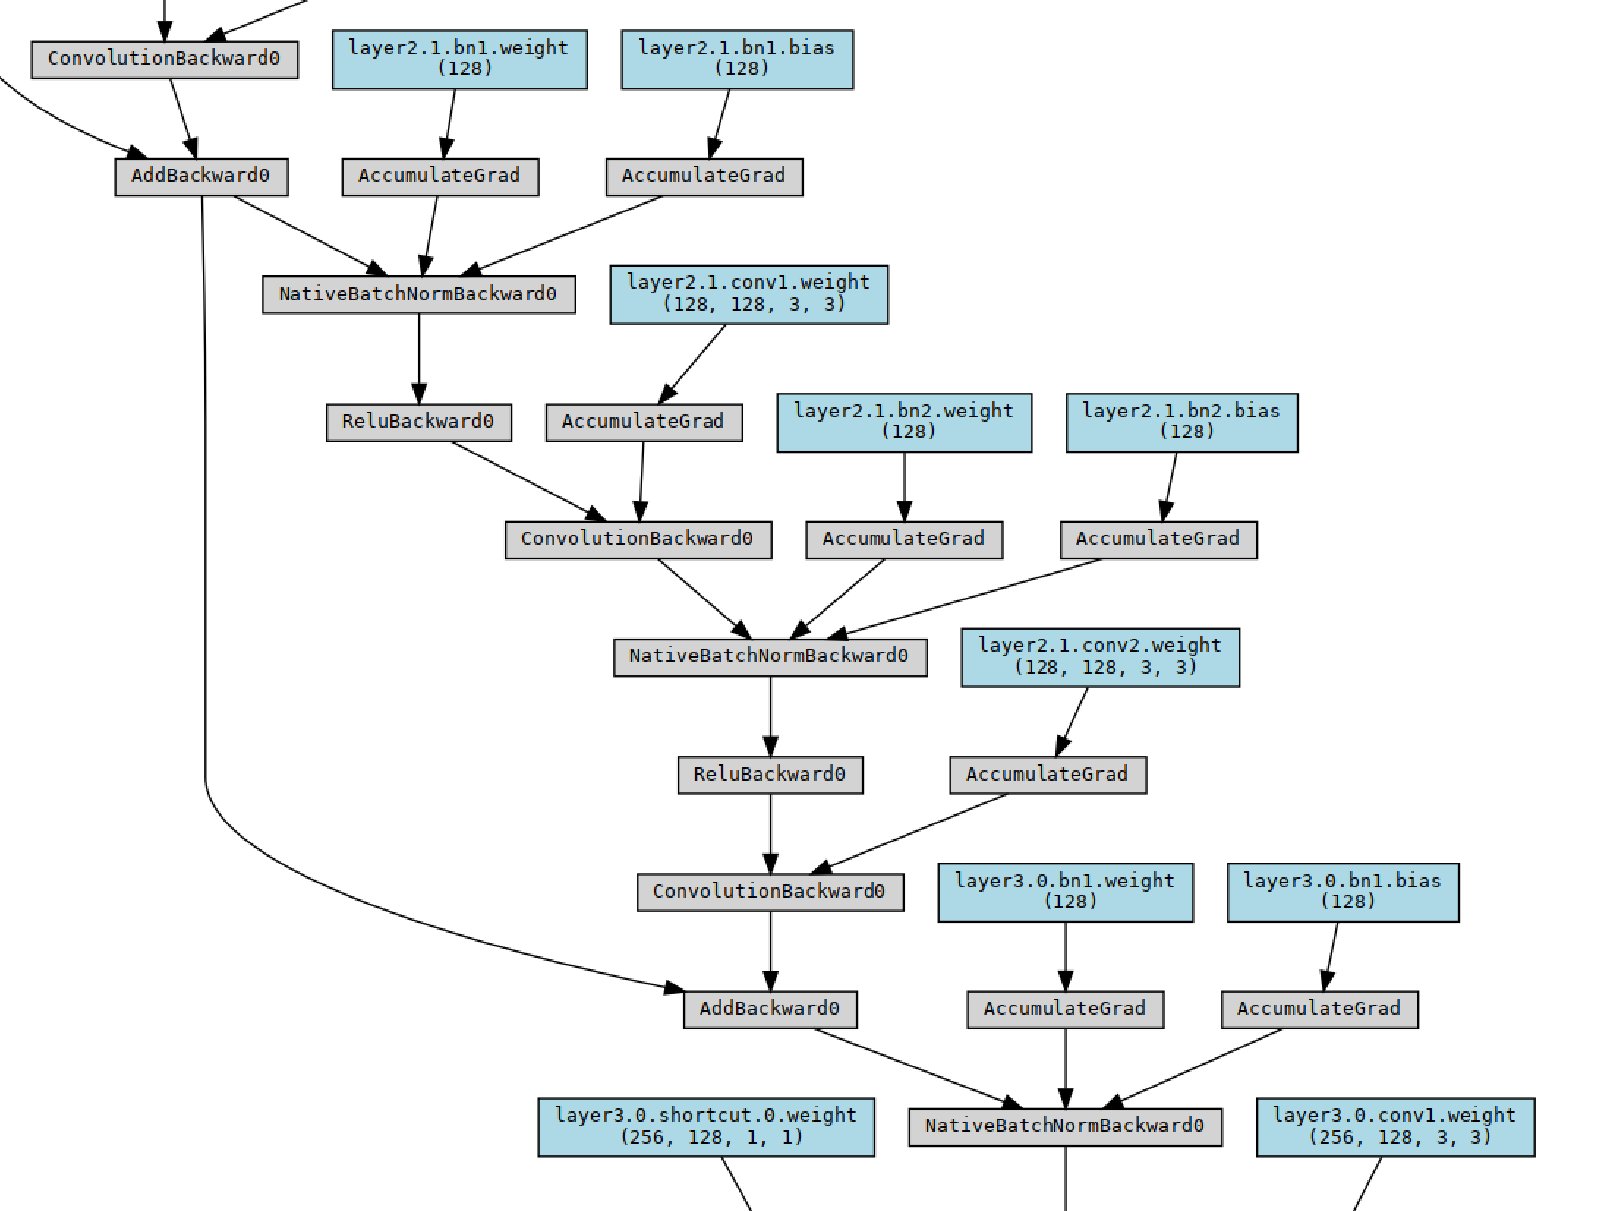 ConvolutionBackward0
layer2.1.bn1.weight
(128)
layer2.1.bn1.bias
(128)
AddBackward0
AccumulateGrad
AccumulateGrad
NativeBatchNormBackward0
layer2.1.conv1.weight
(128, 128, 3, 3)
ReluBackward0
AccumulateGrad
layer2.1.bn2.weight
(128)
layer2.1.bn2.bias
(128)
ConvolutionBackward0
AccumulateGrad
AccumulateGrad
NativeBatchNormBackward0
layer2.1.conv2.weight
(128, 128, 3, 3)
ReluBackward0
AccumulateGrad
ConvolutionBackward0
layer3.0.bn1.weight
(128)
layer3.0.bn1.bias
(128)
AddBackward0
AccumulateGrad
AccumulateGrad
layer3.0.shortcut.0.weight
(256, 128, 1, 1)
NativeBatchNormBackward0
layer3.0.conv1.weight
(256, 128, 3, 3)